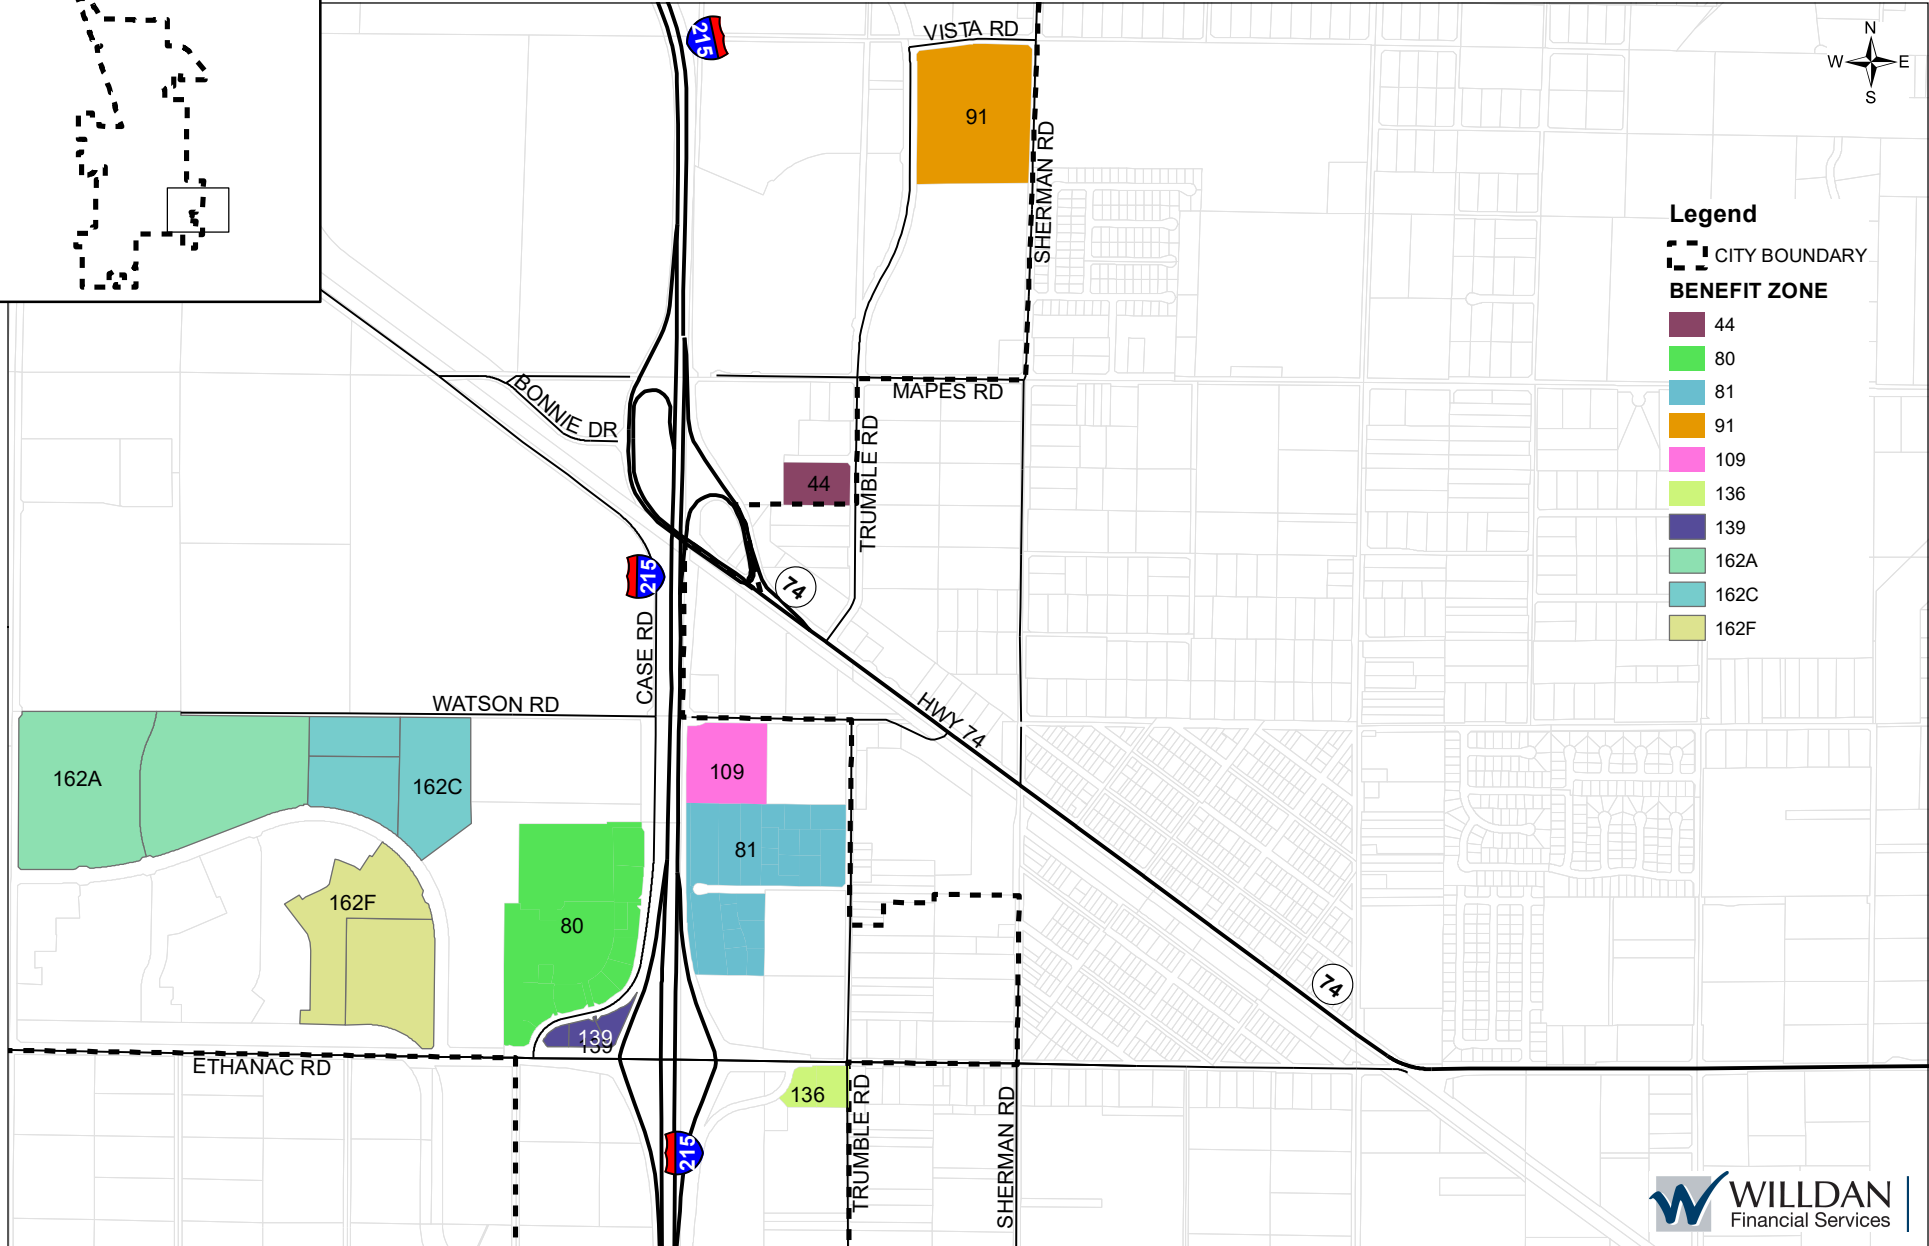 215
VISTA RD
N
W E
S
91
SHERMAN RD
Legend
CITY BOUNDARY
BENEFIT ZONE
44
80
81
91
109
136
139
162A
162C
162F
BONNIE DR
MAPES RD
TRUMBLE RD
44
215
74
CASE RD
WATSON RD
HWY 74
162A
162C
109
81
162F
80
74
139
139
ETHANAC RD
136
TRUMBLE RD
SHERMAN RD
215
WILLDAN
Financial Services